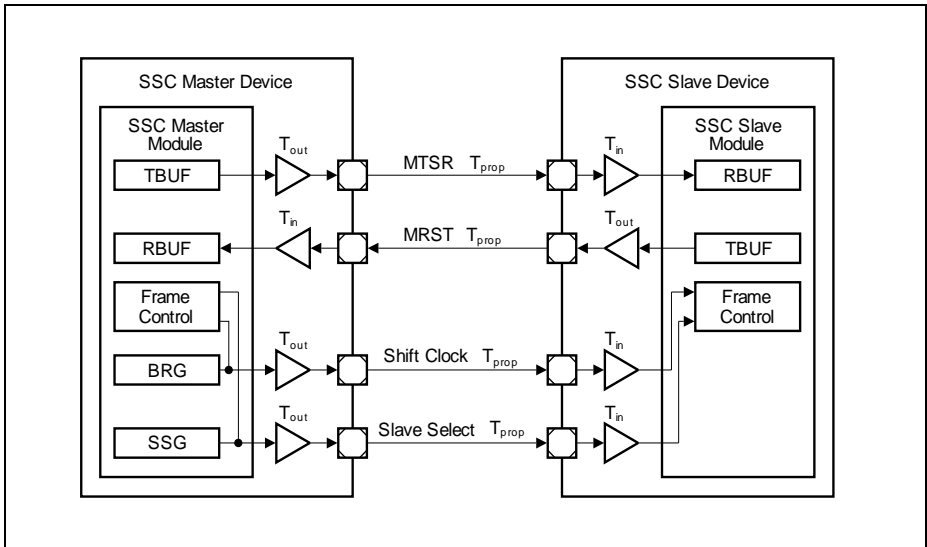 SSC Master Device
SSC Slave Device
SSC Master
Module
SSC Slave
Module
TBUF
Tout
MTSR Tprop
Tin
RBUF
RBUF
Tin
MRST Tprop
Tout
TBUF
Frame
Control
Frame
Control
BRG
Tout
Shift Clock Tprop
Tin
SSG
Tout
Slave Select Tprop
Tin